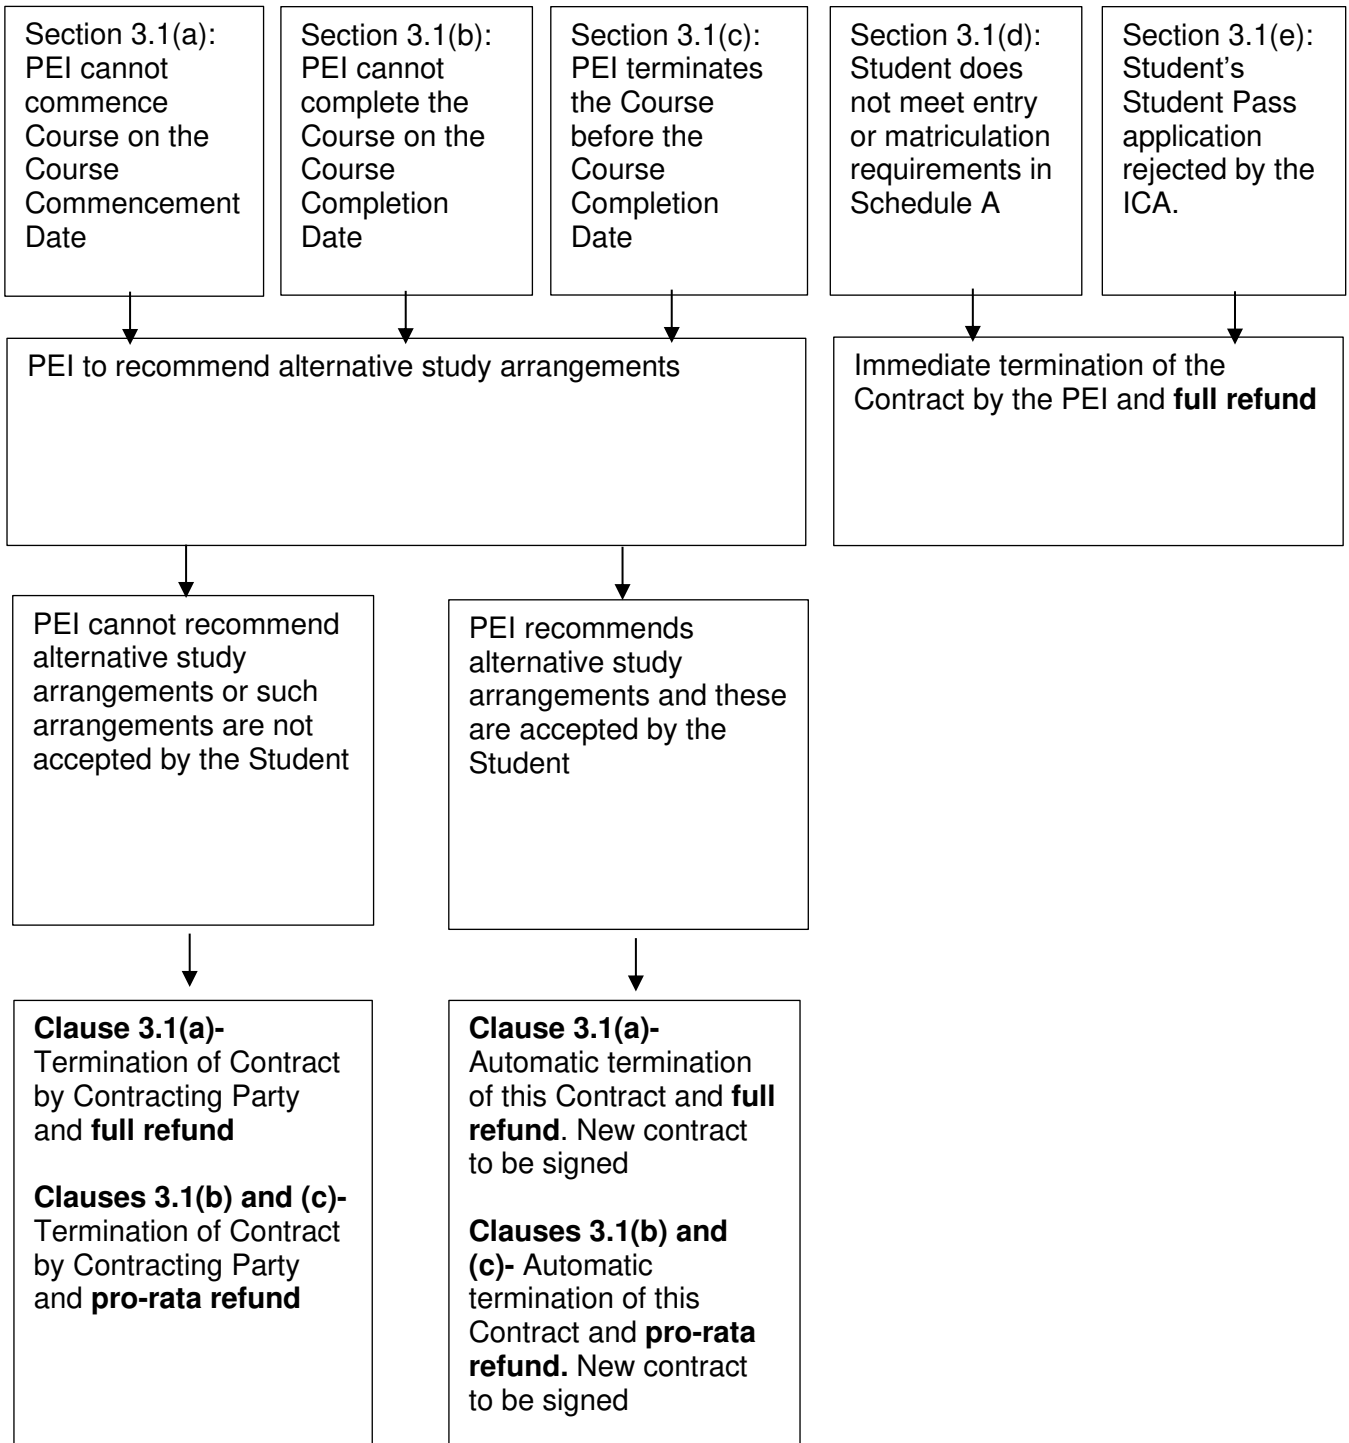 Section 3.1(a):
PEI cannot
commence
Course on the
Course
Commencement
Date
Section 3.1(b):
PEI cannot
complete the
Course on the
Course
Completion
Date
Section 3.1(c):
PEI terminates
the Course
before the
Course
Completion
Date
Section 3.1(d):
Student does
not meet entry
or matriculation
requirements in
Schedule A
Section 3.1(e):
Student’s
Student Pass
application
rejected by the
ICA.
PEI to recommend alternative study arrangements
Immediate termination of the
Contract by the PEI and full refund
PEI cannot recommend
alternative study
arrangements or such
arrangements are not
accepted by the Student
PEI recommends
alternative study
arrangements and these
are accepted by the
Student
Clause 3.1(a)-
Termination of Contract
by Contracting Party
and full refund
Clauses 3.1(b) and (c)-
Termination of Contract
by Contracting Party
and pro-rata refund
Clause 3.1(a)-
Automatic termination
of this Contract and full
refund. New contract
to be signed
Clauses 3.1(b) and
(c)- Automatic
termination of this
Contract and pro-rata
refund. New contract
to be signed